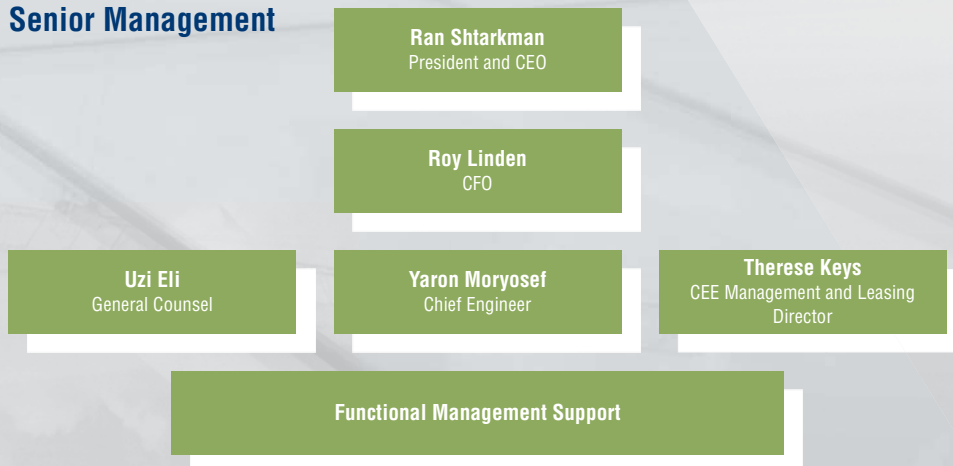 Senior Management
Ran Shtarkman
President and CEO
Roy Linden
CFO
Uzi Eli
General Counsel
Yaron Moryosef
Chief Engineer
Therese Keys
CEE Management and Leasing
Director
Functional Management Support